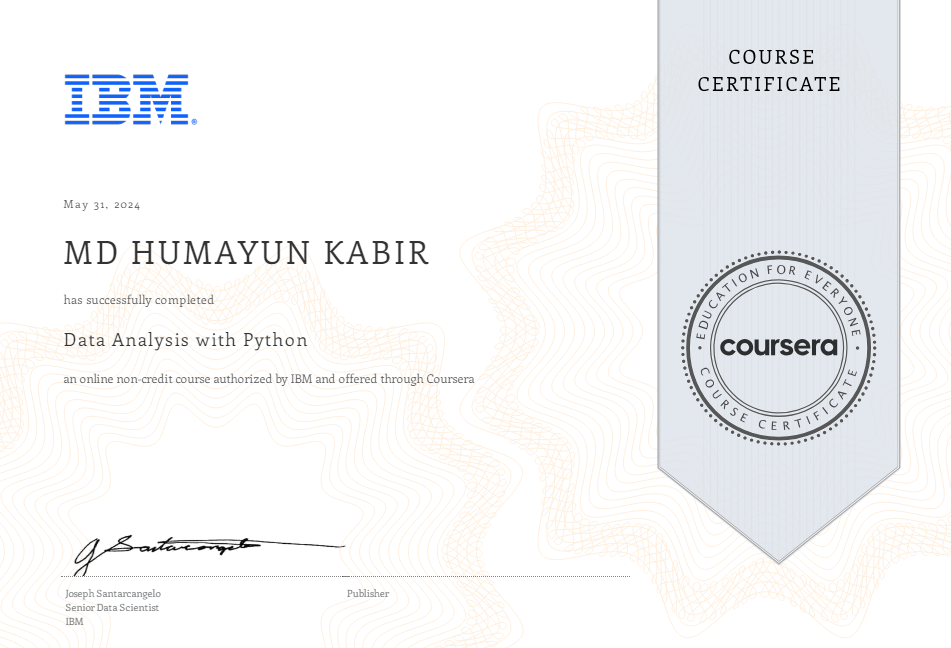 COURSE
CERTIFICATE
IBM®
May 31, 2024
MD HUMAYUN KABIR
has successfully completed
Data Analysis with Python
an online non-credit course authorized by IBM and offered through Coursera
EDUCATION FOR EVERYONE
coursera
COURSE CERTIFICATE
Joseph Santarcangelo
Senior Data Scientist
IBM
Publisher